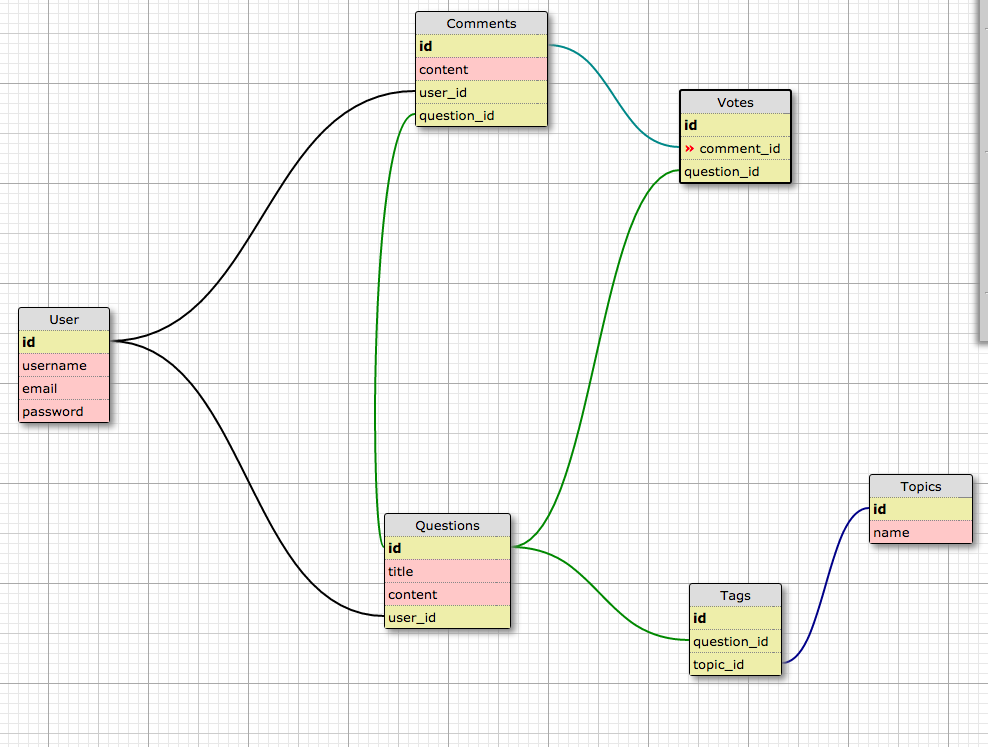 Comments
id
content
user_id
question_id
Votes
id
» comment_id
question_id
User
id
username
email
password
Questions
id
title
content
user_id
Topics
id
name
Tags
id
question_id
topic_id